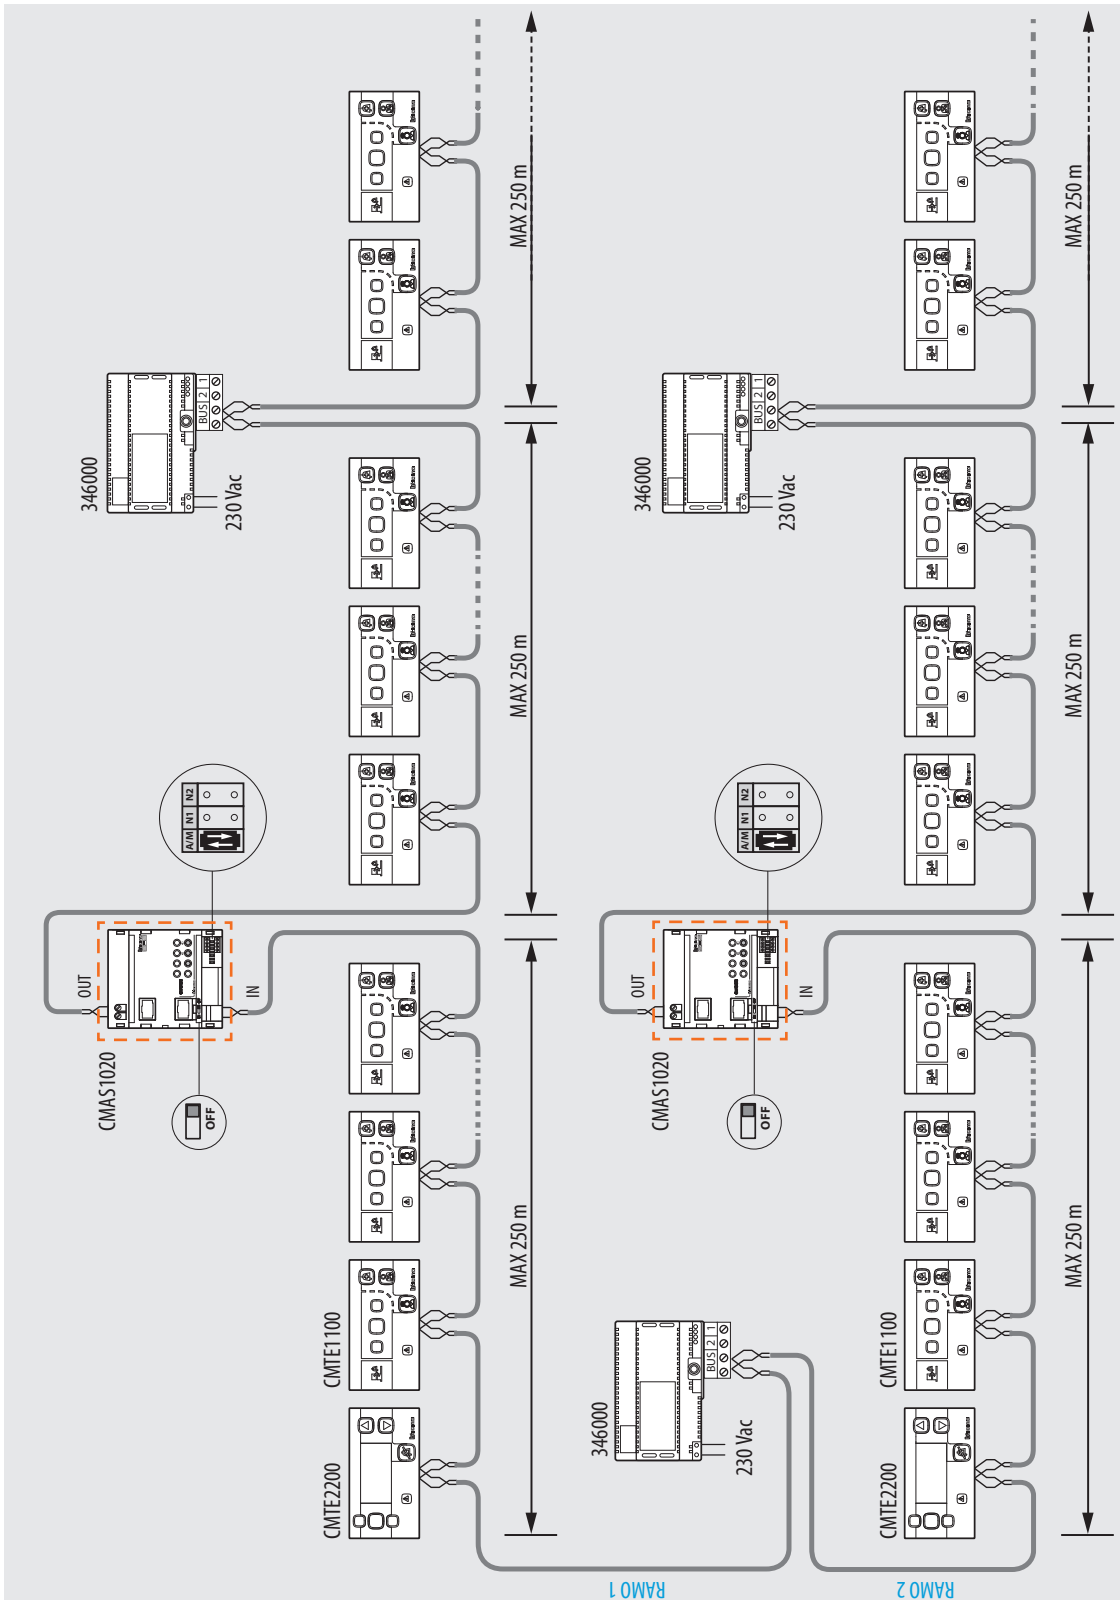 RAMO 1
CMTE2200
CMTE1100
MAX 250 m
CMAS1020
OFF
IN
OUT
A/M N1 N2
MAX 250 m
346000
230 Vac
BUS 2 1
MAX 250 m
346000
230 Vac
BUS 2 1
RAMO 2
CMTE2200
CMTE1100
MAX 250 m
CMAS1020
OFF
IN
OUT
A/M N1 N2
MAX 250 m
346000
230 Vac
BUS 2 1
MAX 250 m